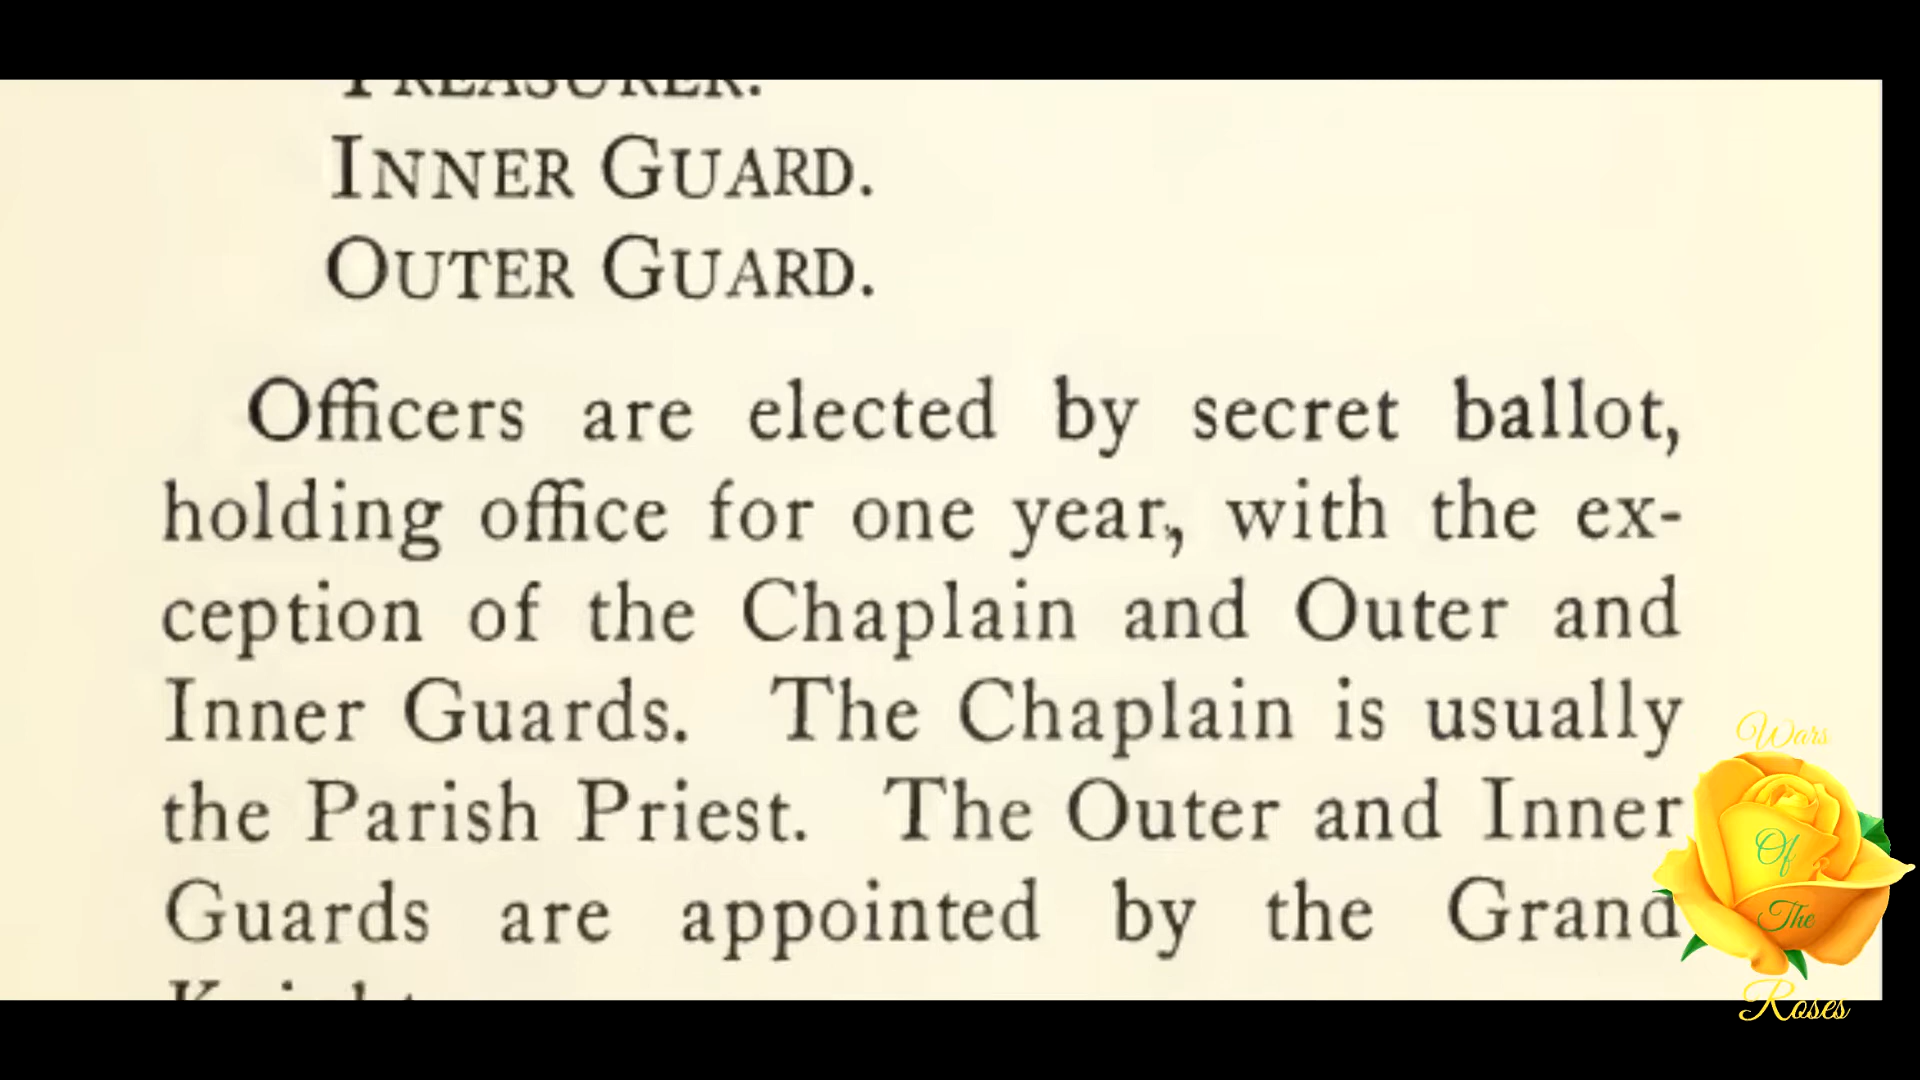 TREASURER.
INNER GUARD.
OUTER GUARD.
Officers are elected by secret ballot,
holding office for one year, with the ex-
ception of the Chaplain and Outer and
Inner Guards. The Chaplain is usually
the Parish Priest. The Outer and Inner
Guards are appointed by the Grand
Knight
Wars
Of
The
Roses